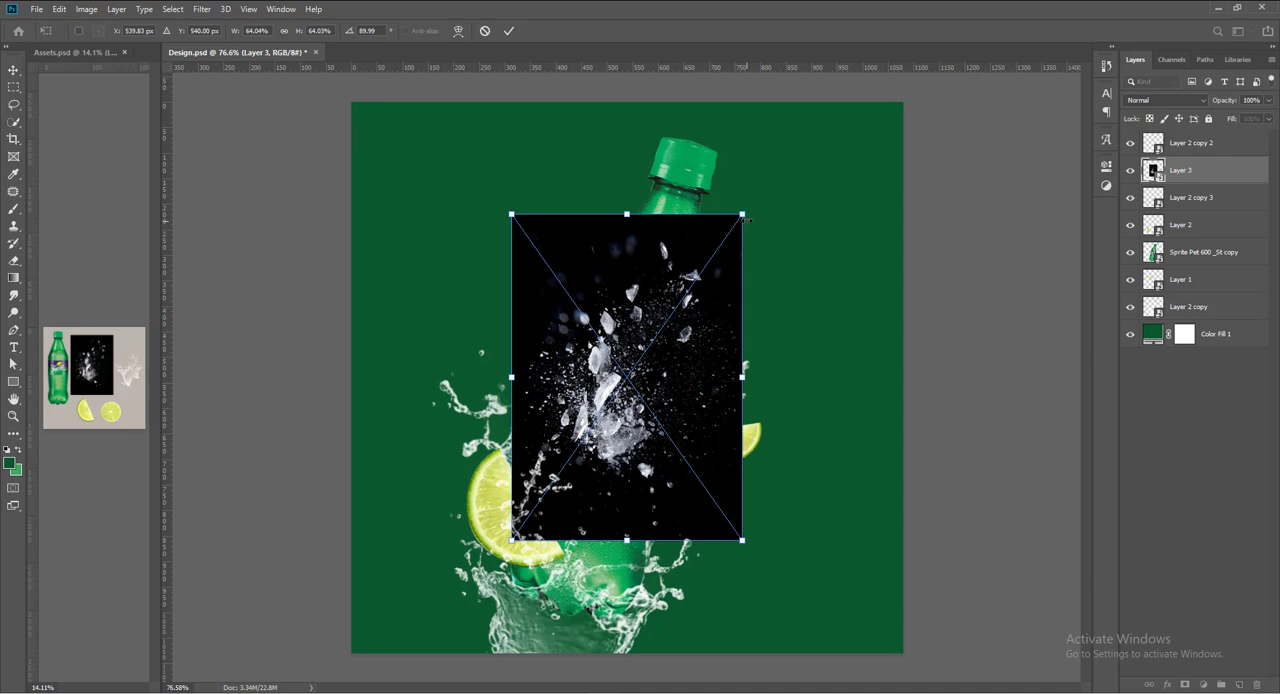 Ps File Edit Image Layer Type Select Filter 3D View Window Help
X: 539.83 px Y: 540.00 px W: 64.04% H: 64.03% 89.99 Anti-alias
Assets.psd @ 14.1% (L... × Design.psd @ 76.6% (Layer 3, RGB/8#) * ×
Layers Channels Paths Libraries
Kind
Normal Opacity: 100%
Lock: Fill: 100%
Layer 2 copy 2
Layer 3
Layer 2 copy 3
Layer 2
Sprite Pet 600 _St copy
Layer 1
Layer 2 copy
Color Fill 1
Activate Windows
Go to Settings to activate Windows.
14.11% 76.58% Doc: 3.34M/22.8M